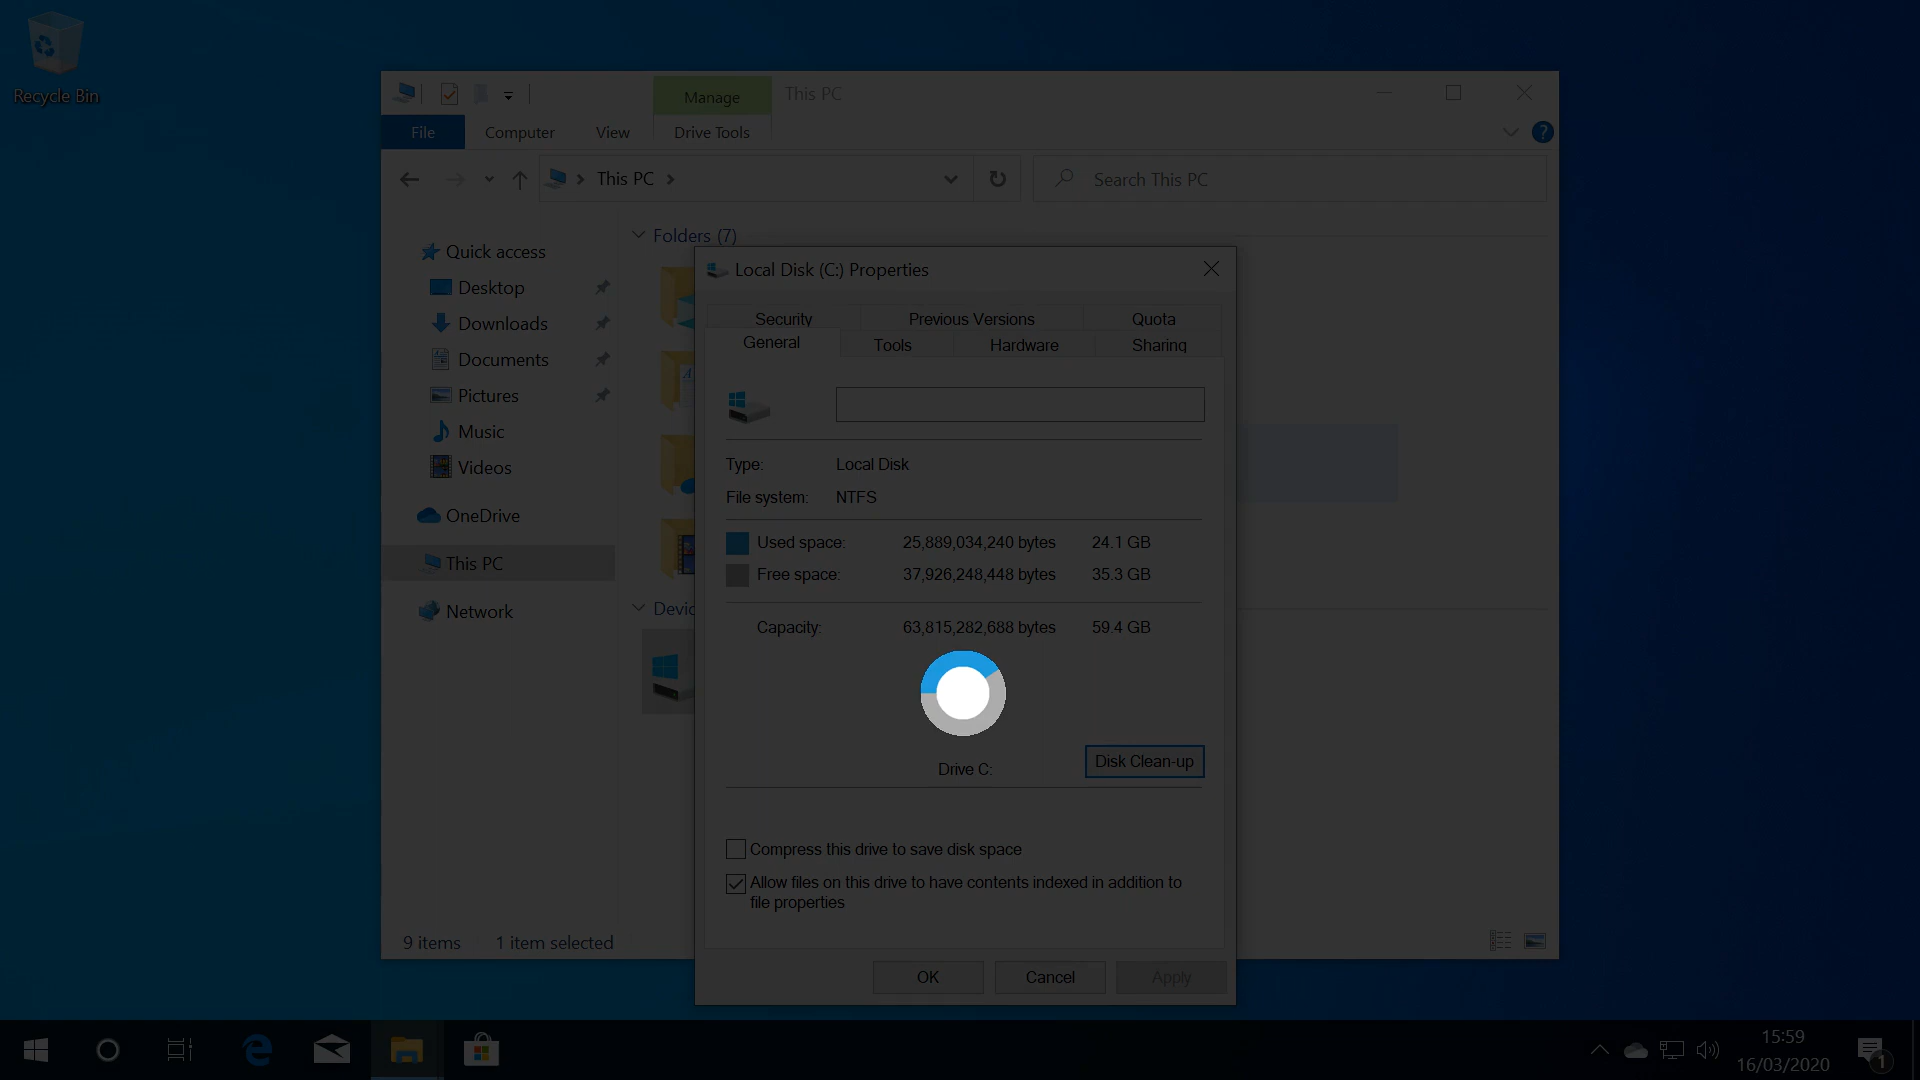 Recycle Bin
Manage
This PC
File
Computer
View
Drive Tools
This PC
Search This PC
Quick access
Desktop
Downloads
Documents
Pictures
Music
Videos
OneDrive
This PC
Network
Folders (7)
Devic
Local Disk (C:) Properties
Security
Previous Versions
Quota
General
Tools
Hardware
Sharing
Type:
Local Disk
File system:
NTFS
Used space:
25,889,034,240 bytes
24.1 GB
Free space:
37,926,248,448 bytes
35.3 GB
Capacity:
63,815,282,688 bytes
59.4 GB
Drive C:
Disk Clean-up
Compress this drive to save disk space
Allow files on this drive to have contents indexed in addition to
file properties
OK
Cancel
Apply
9 items
1 item selected
15:59
16/03/2020
1